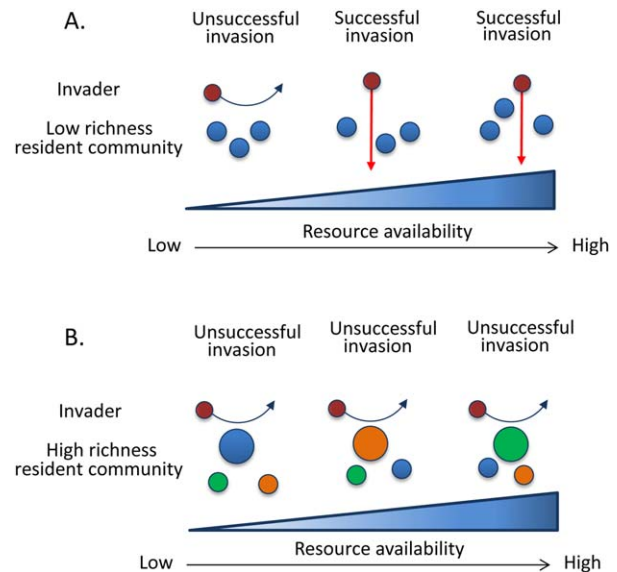 A.
Unsuccessful invasion
Successful invasion
Successful invasion
Invader
Low richness
resident community
Resource availability
Low
High
B.
Unsuccessful invasion
Unsuccessful invasion
Unsuccessful invasion
Invader
High richness
resident community
Resource availability
Low
High